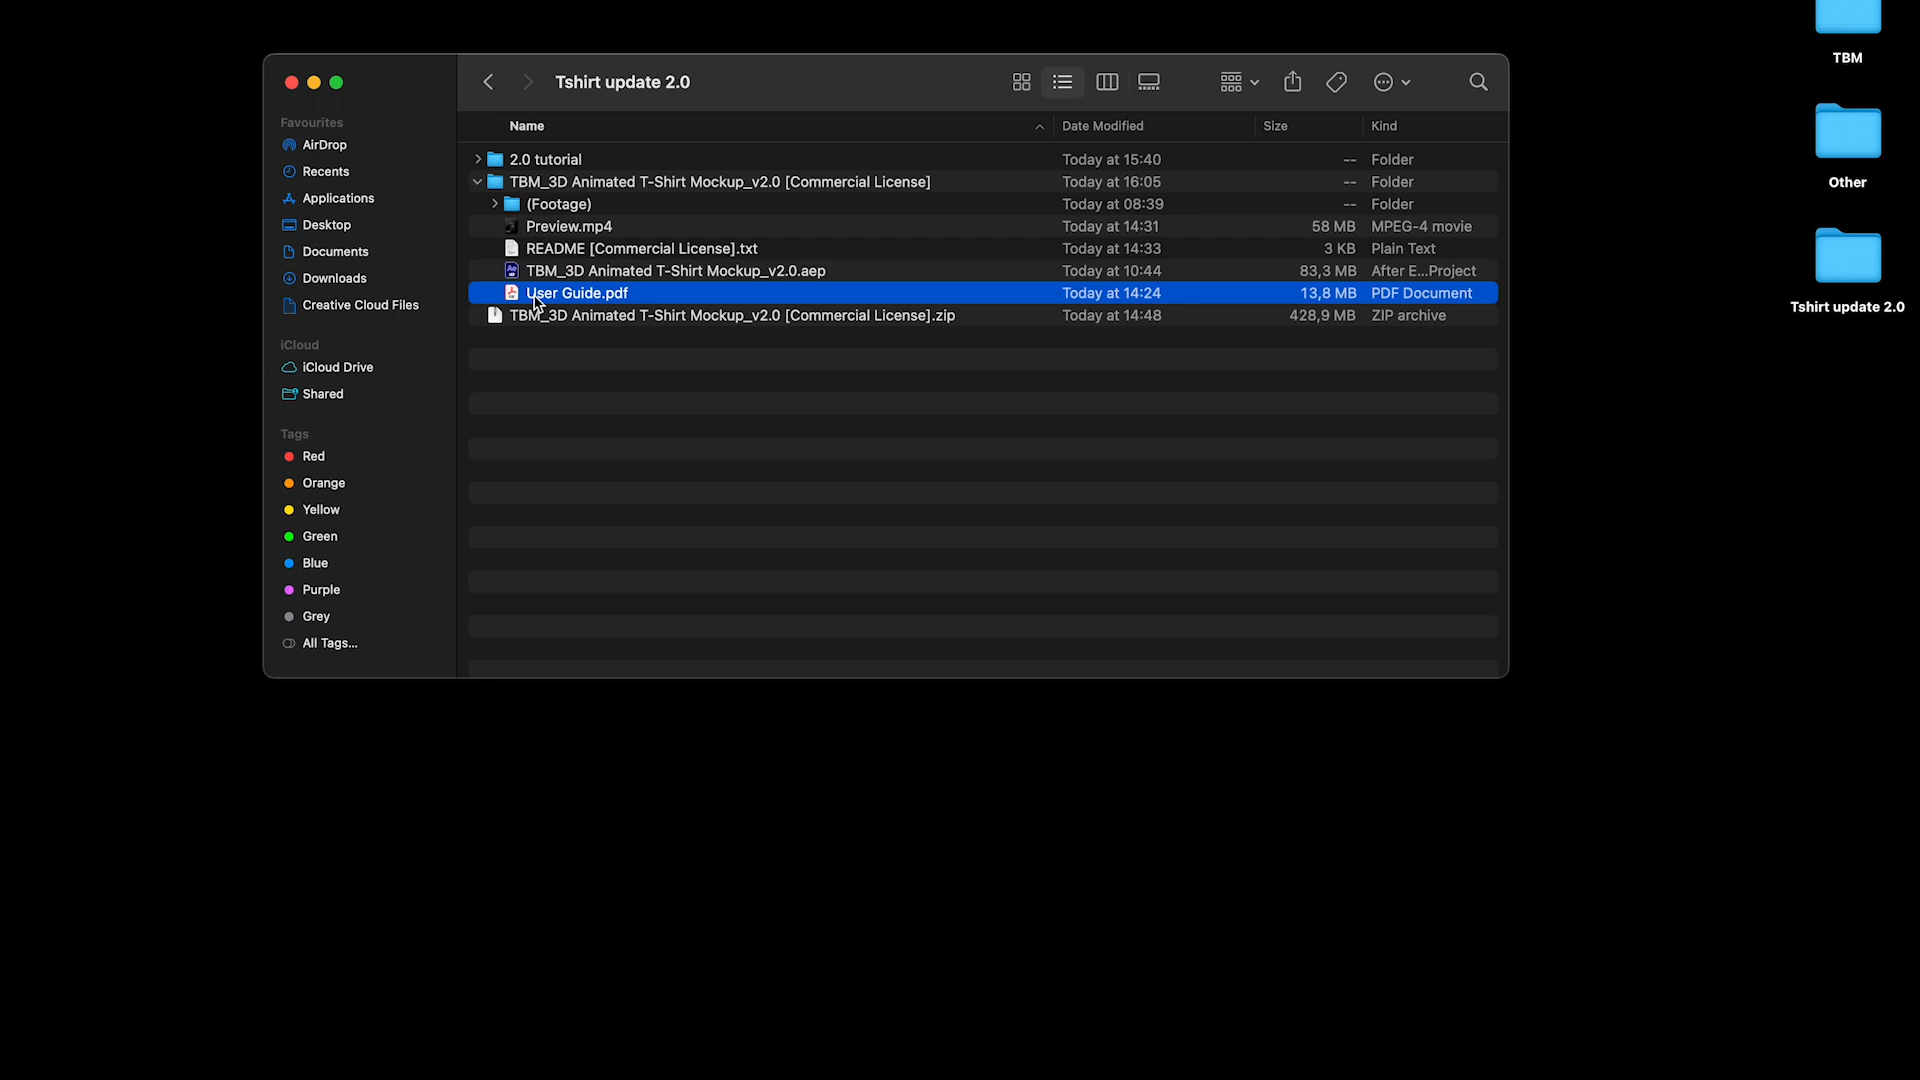 TBM
Tshirt update 2.0
Favourites
AirDrop
Recents
Applications
Desktop
Documents
Downloads
Creative Cloud Files
iCloud
iCloud Drive
Shared
Tags
Red
Orange
Yellow
Green
Blue
Purple
Grey
All Tags...
Name Date Modified Size Kind
2.0 tutorial Today at 15:40 -- Folder
TBM_3D Animated T-Shirt Mockup_v2.0 [Commercial License] Today at 16:05 -- Folder
(Footage) Today at 08:39 -- Folder
Preview.mp4 Today at 14:31 58 MB MPEG-4 movie
README [Commercial License].txt Today at 14:33 3 KB Plain Text
TBM_3D Animated T-Shirt Mockup_v2.0.aep Today at 10:44 83,3 MB After E...Project
User Guide.pdf Today at 14:24 13,8 MB PDF Document
TBM_3D Animated T-Shirt Mockup_v2.0 [Commercial License].zip Today at 14:48 428,9 MB ZIP archive
Other
Tshirt update 2.0